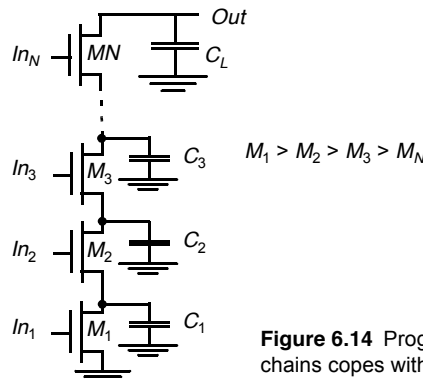 Out
In_N
MN
C_L
In_3
M_3
C_3
M_1 > M_2 > M_3 > M_N
In_2
M_2
C_2
In_1
M_1
C_1
Figure 6.14 Prog
chains copes with